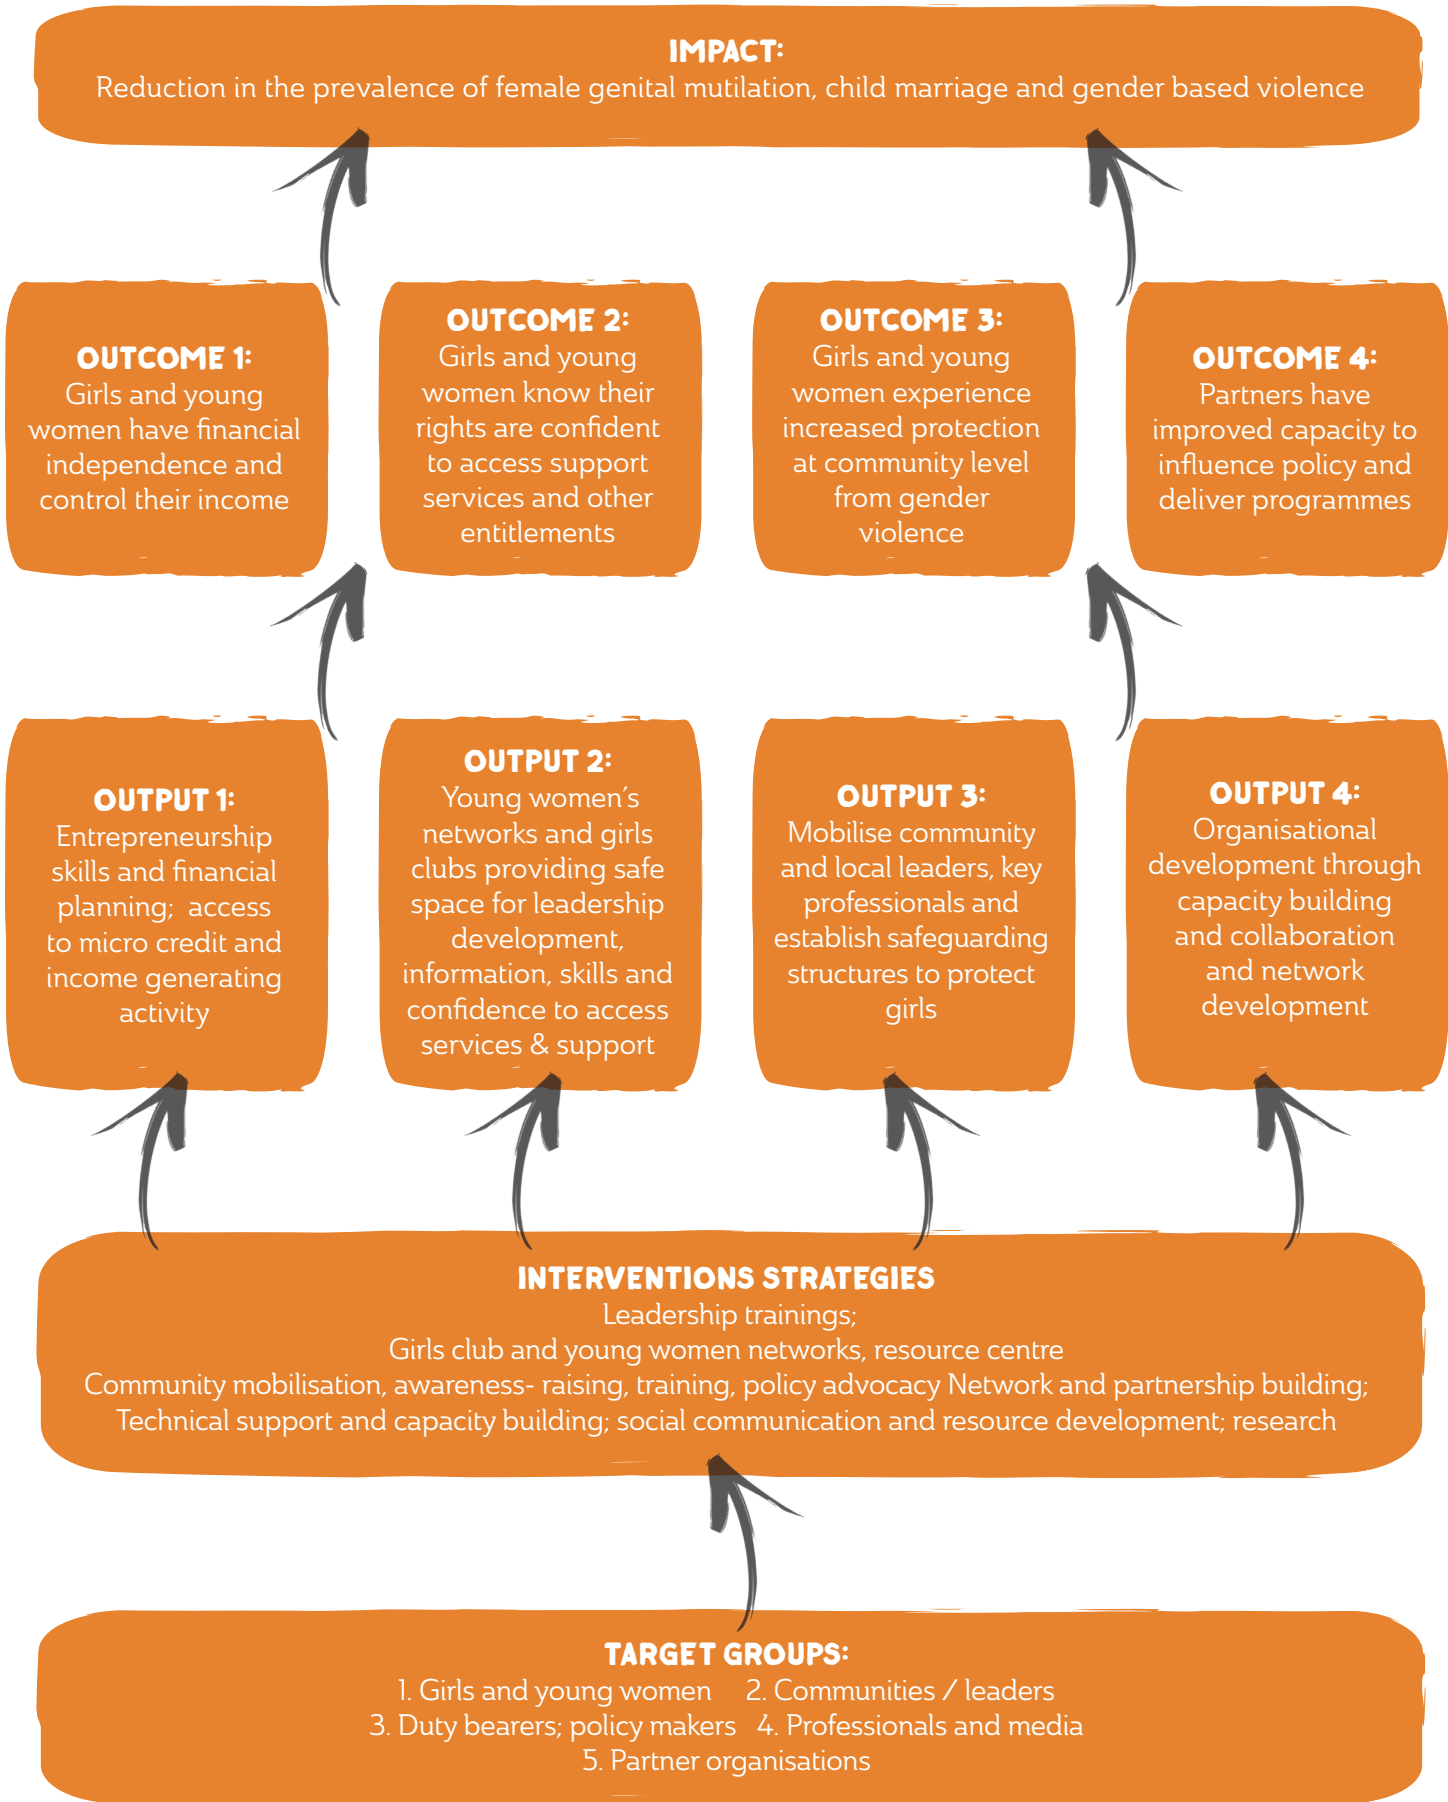 IMPACT:
Reduction in the prevalence of female genital mutilation, child marriage and gender based violence
OUTCOME 1:
Girls and young
women have financial
independence and
control their income
OUTCOME 2:
Girls and young
women know their
rights are confident
to access support
services and other
entitlements
OUTCOME 3:
Girls and young
women experience
increased protection
at community level
from gender
violence
OUTCOME 4:
Partners have
improved capacity to
influence policy and
deliver programmes
OUTPUT 1:
Entrepreneurship
skills and financial
planning; access
to micro credit and
income generating
activity
OUTPUT 2:
Young women's
networks and girls
clubs providing safe
space for leadership
development,
information, skills and
confidence to access
services & support
OUTPUT 3:
Mobilise community
and local leaders, key
professionals and
establish safeguarding
structures to protect
girls
OUTPUT 4:
Organisational
development through
capacity building
and collaboration
and network
development
INTERVENTIONS STRATEGIES
Leadership trainings;
Girls club and young women networks, resource centre
Community mobilisation, awareness- raising, training, policy advocacy Network and partnership building;
Technical support and capacity building; social communication and resource development; research
TARGET GROUPS:
1. Girls and young women 2. Communities / leaders
3. Duty bearers; policy makers 4. Professionals and media
5. Partner organisations